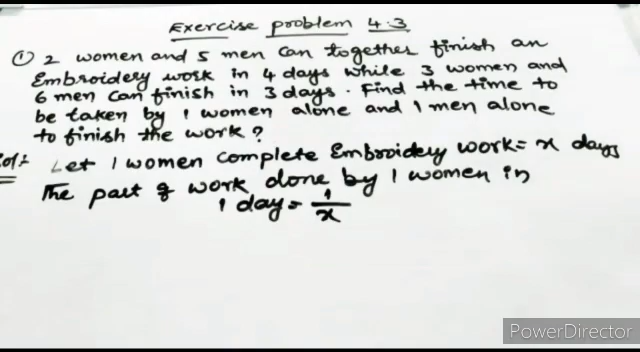 Exercise problem 4.3
① 2 women and 5 men can together finish an
Embroidery work in 4 days while 3 women and
6 men can finish in 3 days. Find the time to
be taken by 1 women alone and 1 men alone
to finish the work?
Sol:- Let 1 women complete Embroidery work = x days
The part of work done by 1 women in
1 day = 1/x
PowerDirector